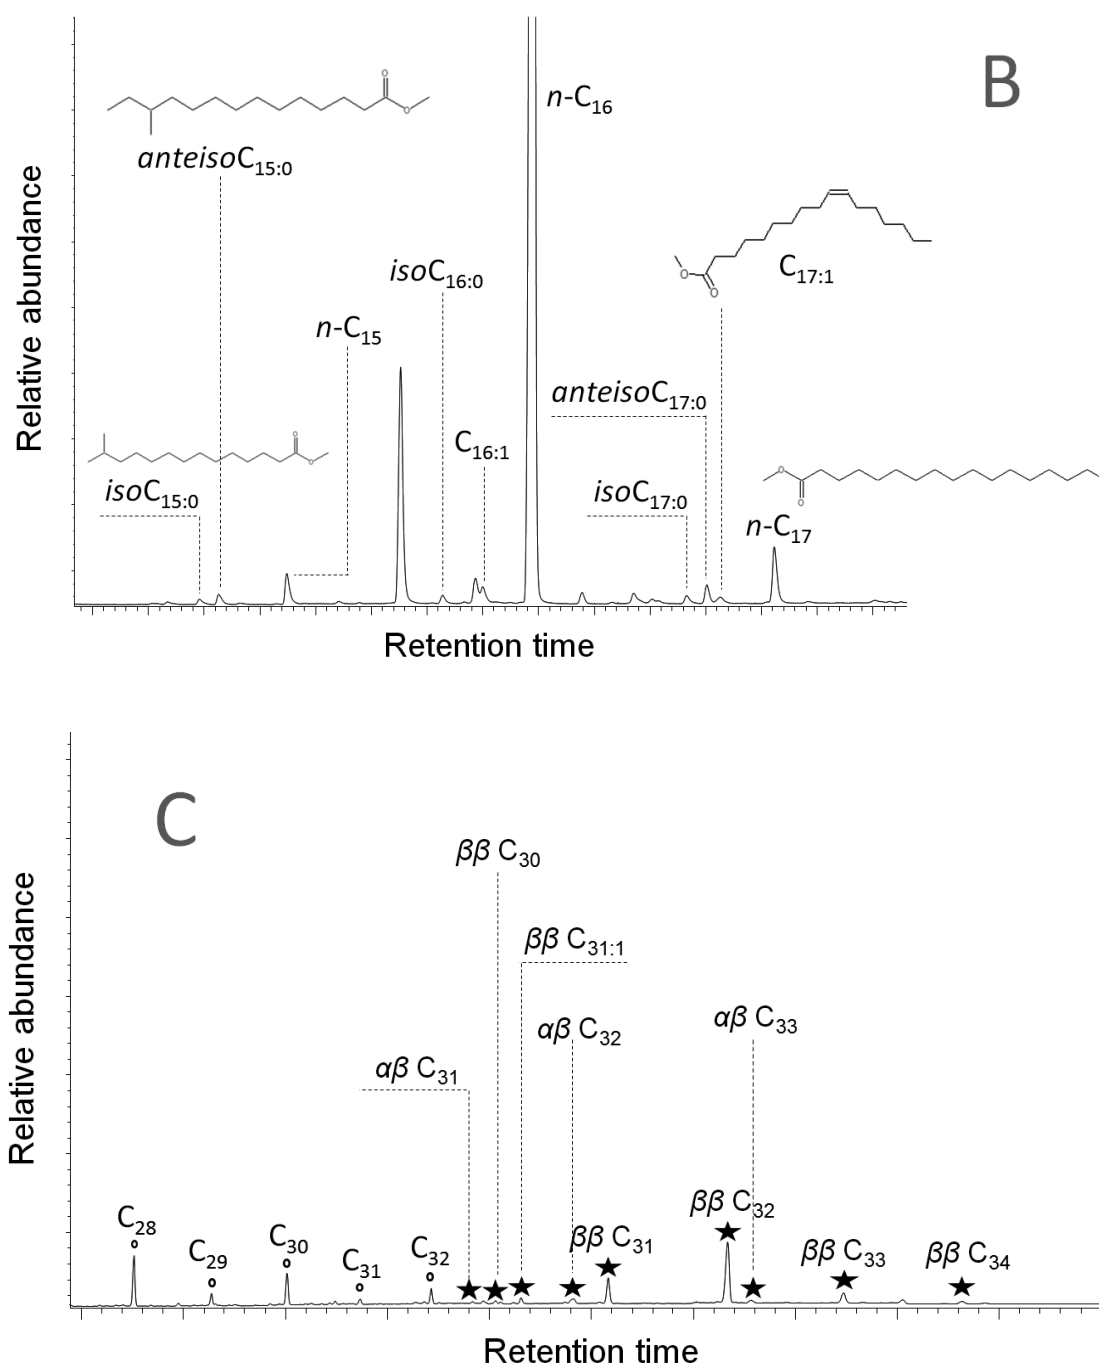 B
n-C16
anteisoC15:0
O
O
isoC16:0
C17:1
O
O
n-C15
anteisoC17:0
C16:1
O
O
isoC15:0
isoC17:0
O
O
n-C17
Relative abundance
Retention time
C
ββ C30
ββ C31:1
αβ C32
αβ C33
αβ C31
C28
C29
C30
C31
C32
ββ C31
ββ C32
ββ C33
ββ C34
Relative abundance
Retention time